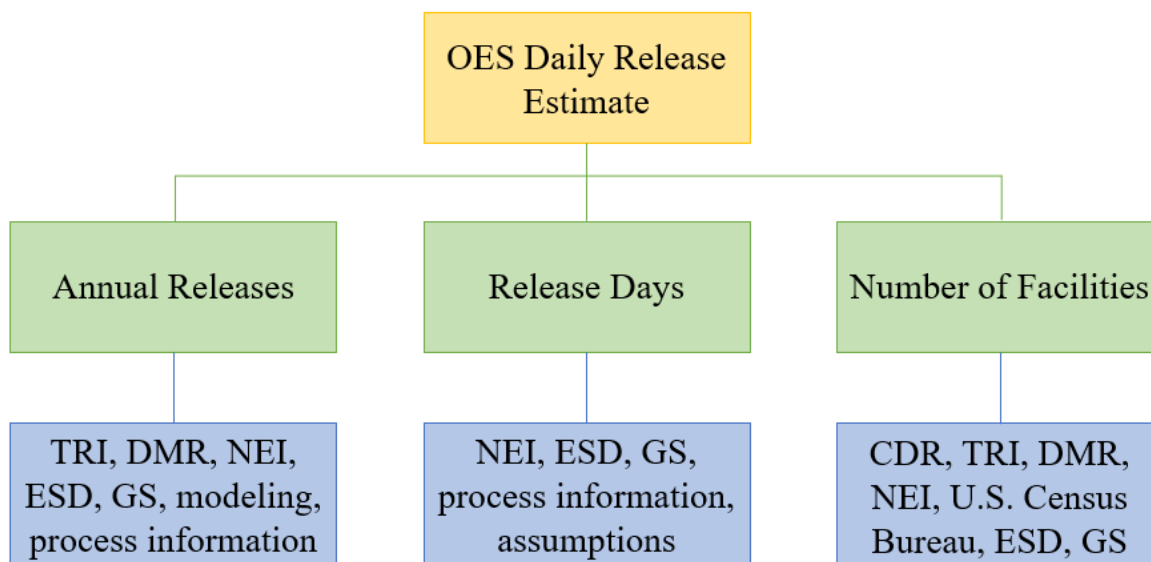 OES Daily Release
Estimate
Annual Releases
Release Days
Number of Facilities
TRI, DMR, NEI,
ESD, GS, modeling,
process information
NEI, ESD, GS,
process information,
assumptions
CDR, TRI, DMR,
NEI, U.S. Census
Bureau, ESD, GS